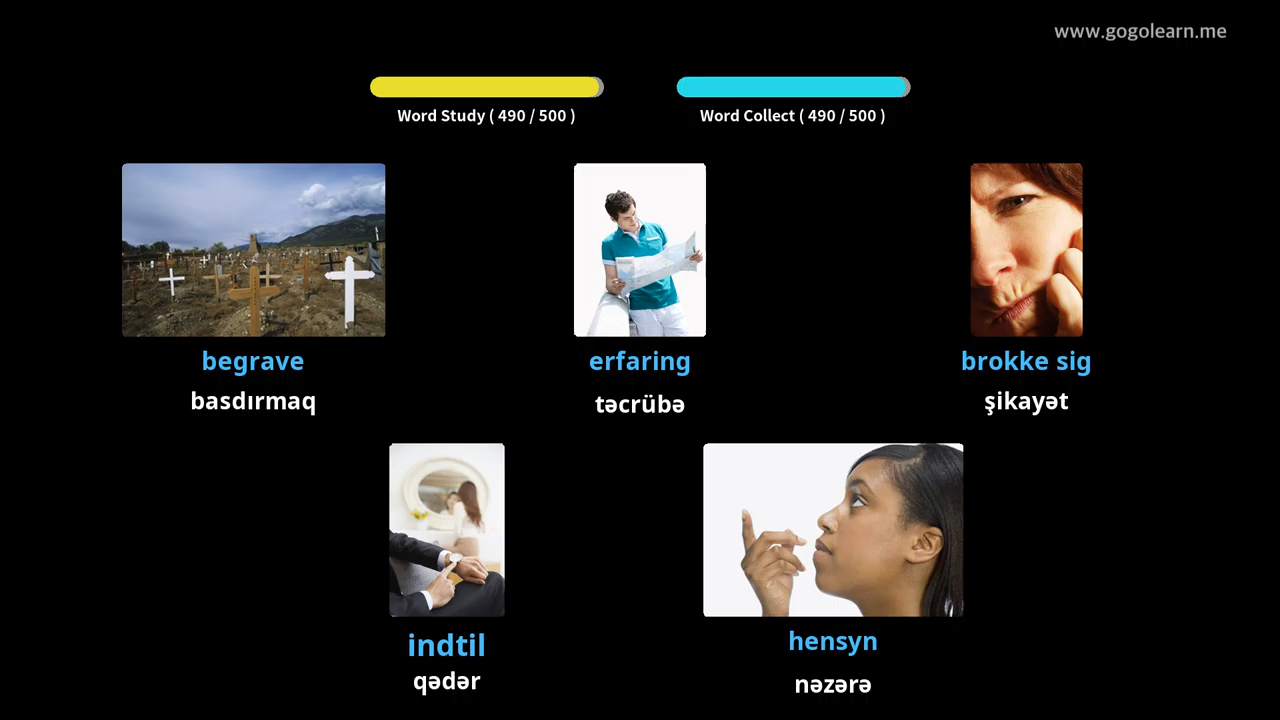 www.gogolearn.me
Word Study ( 490 / 500 )
Word Collect ( 490 / 500 )
begrave
basdırmaq
erfaring
təcrübə
brokke sig
şikayət
indtil
qədər
hensyn
nəzərə